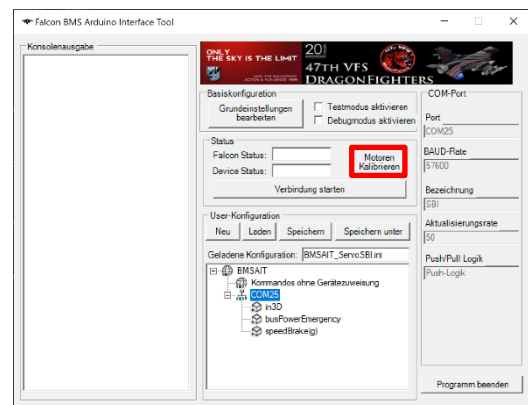 Falcon BMS Arduino Interface Tool
Konsolenausgabe
ONLY
THE SKY IS THE LIMIT
201
47TH VFS
DRAGONFIGHTERS
Basiskonfiguration
Grundeinstellungen
bearbeiten
Testmodus aktivieren
Debugmodus aktivieren
Status
Falcon Status:
Device Status:
Motoren
Kalibrieren
Verbindung starten
User-Konfiguration
Neu Laden Speichern Speichern unter
Geladene Konfiguration: BMSAIT_ServoSBI.ini
BMSAIT
Kommandos ohne Gerätezuweisung
COM25
in3D
busPowerEmergency
speedBrake(g)
COM-Port
Port
COM25
BAUD-Rate
57600
Bezeichnung
SBI
Aktualisierungsrate
50
Push/Pull Logik
Push-Logik
Programm beenden